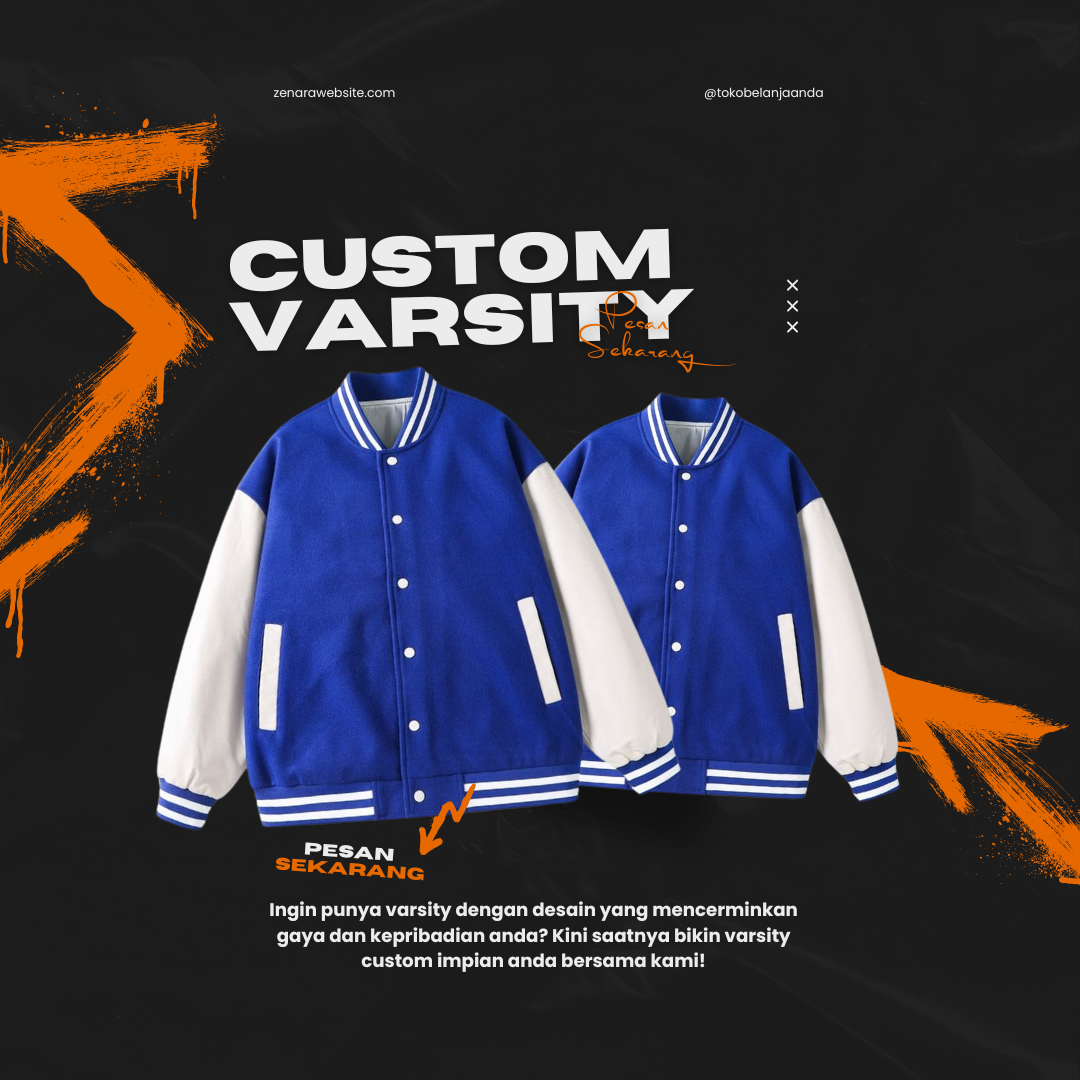 zenarawebsite.com
@tokobelanjaanda
CUSTOM
VARSITY
Pesan
Sekarang
PESAN
SEKARANG
Ingin punya varsity dengan desain yang mencerminkan
gaya dan kepribadian anda? Kini saatnya bikin varsity
custom impian anda bersama kami!